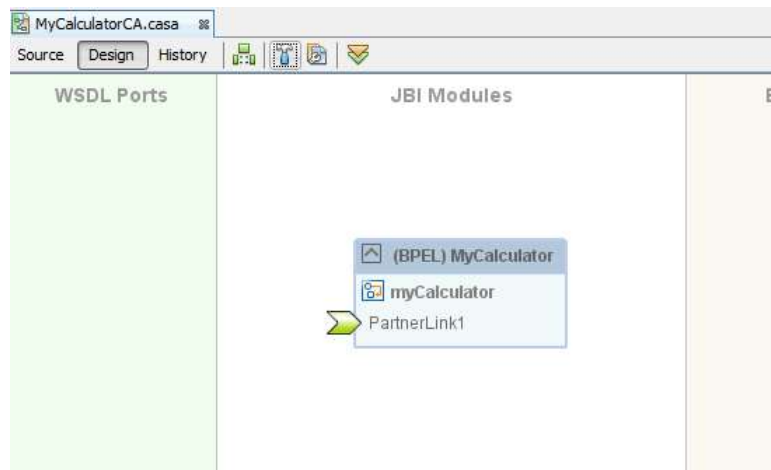 MyCalculatorCA.casa
Source Design History
WSDL Ports JBI Modules
(BPEL) MyCalculator
myCalculator
PartnerLink1